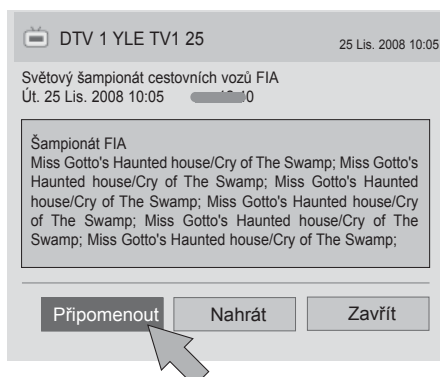 DTV 1 YLE TV1 25
25 Lis. 2008 10:05
Světový šampionát cestovních vozů FIA
Út. 25 Lis. 2008 10:05
Šampionát FIA
Miss Gotto's Haunted house/Cry of The Swamp; Miss Gotto's
Haunted house/Cry of The Swamp; Miss Gotto's Haunted
house/Cry of The Swamp; Miss Gotto's Haunted house/Cry
of The Swamp; Miss Gotto's Haunted house/Cry of The
Swamp; Miss Gotto's Haunted house/Cry of The Swamp;
Připomenout
Nahrát
Zavřít